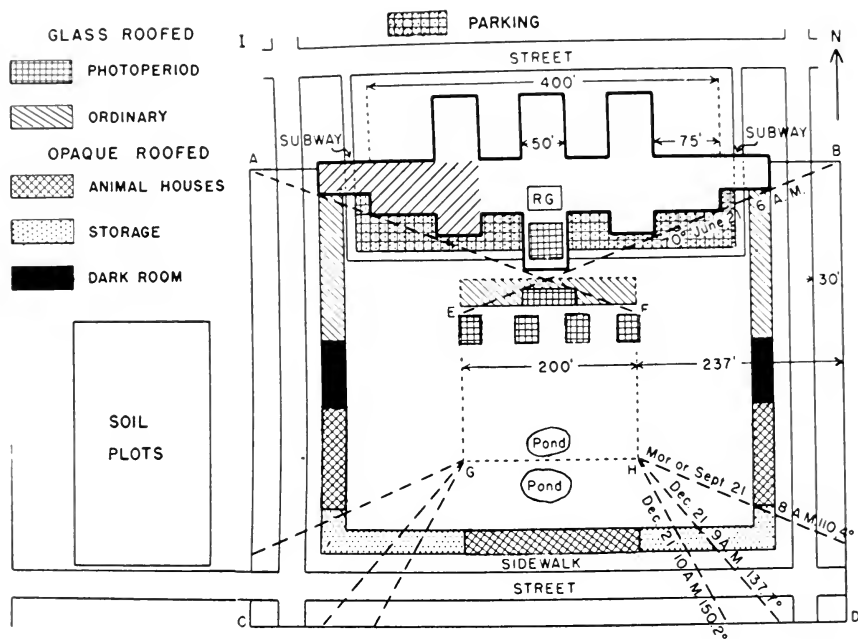 GLASS ROOFED
PHOTOPERIOD
ORDINARY
OPAQUE ROOFED
ANIMAL HOUSES
STORAGE
DARK ROOM
I
PARKING
N
STREET
400'
SUBWAY
50'
75'
SUBWAY
A
B
RG
70° June 21 6 A.M.
30'
E
F
200'
237'
SOIL
PLOTS
Pond
G
H
Pond
Mar or Sept 21
8 A.M. 110.4°
Dec. 21 9 A.M. 137.7°
Dec. 21 10 A.M. 150.2°
SIDEWALK
STREET
C
D